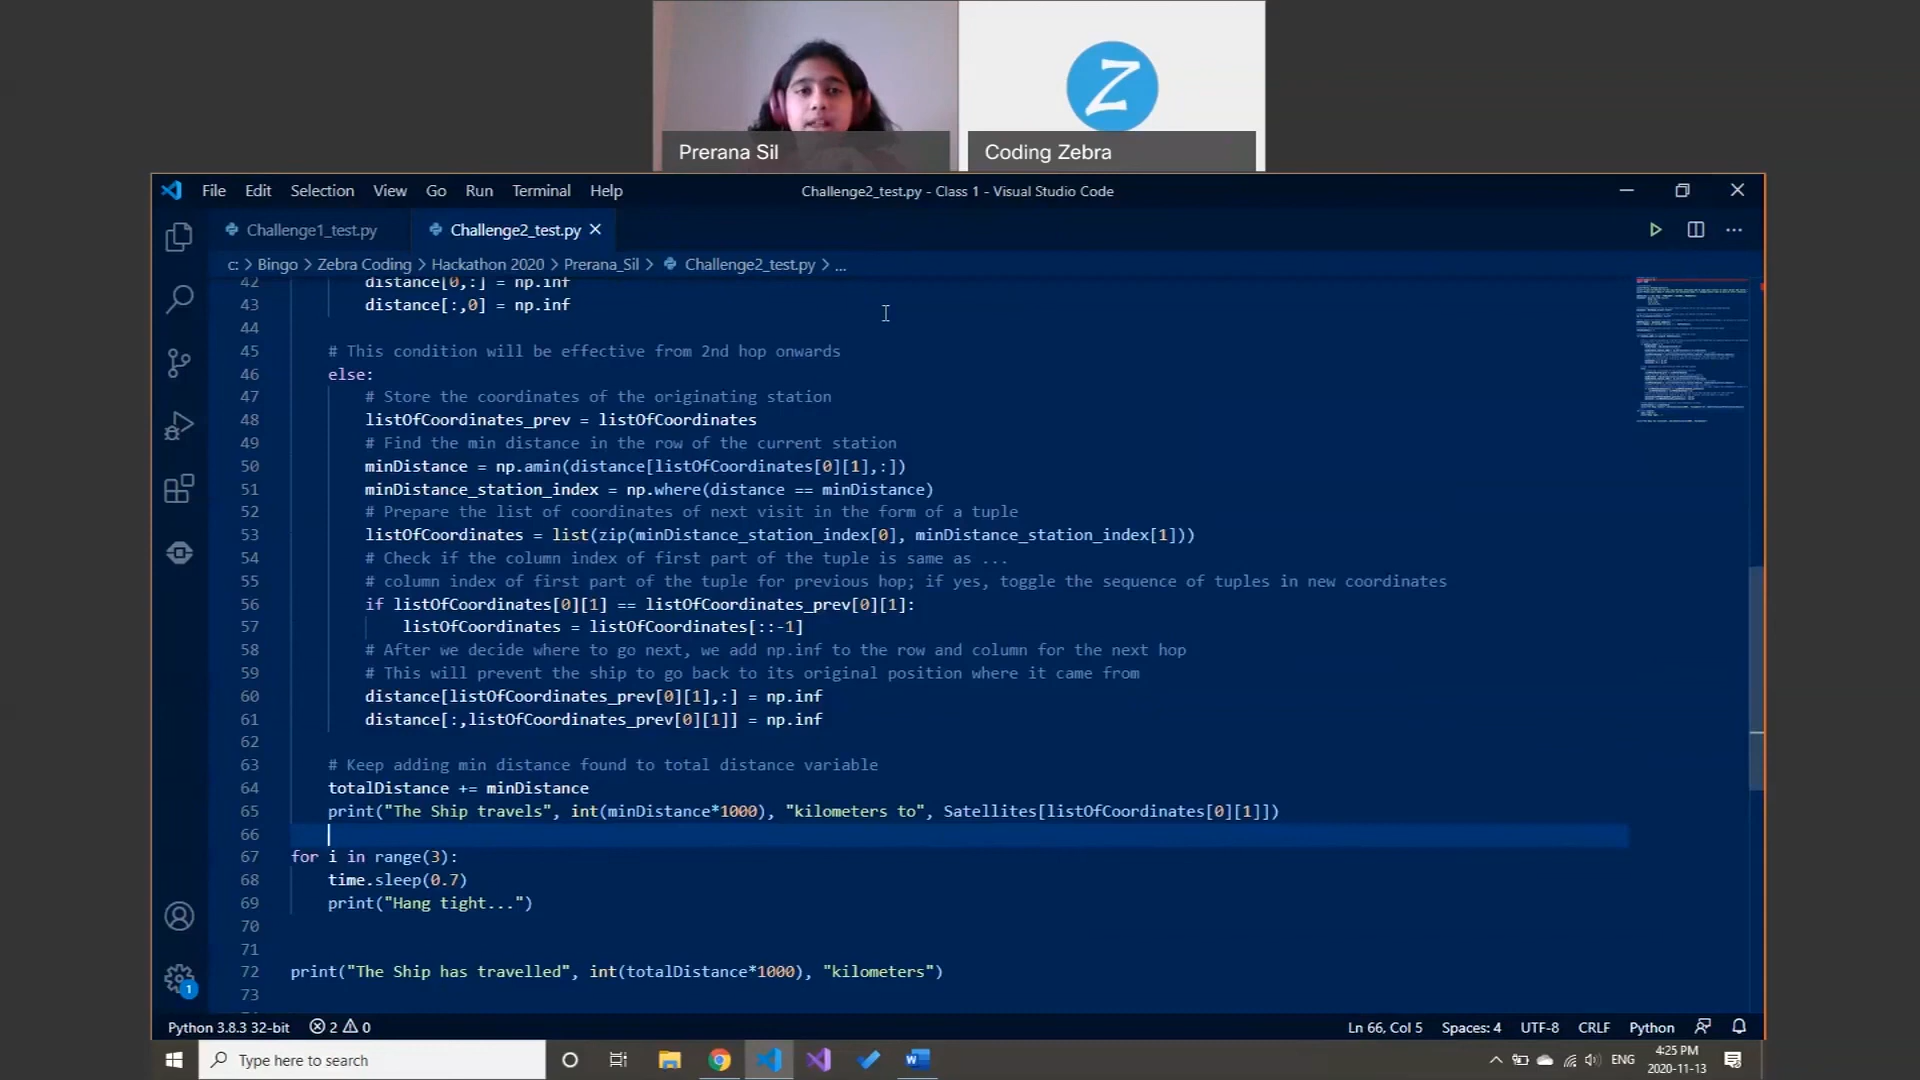 Prerana Sil
Z
Coding Zebra
File Edit Selection View Go Run Terminal Help
Challenge2_test.py - Class 1 - Visual Studio Code
Challenge1_test.py
Challenge2_test.py
c: > Bingo > Zebra Coding > Hackathon 2020 > Prerana_Sil > Challenge2_test.py > ...
42 distance[0,:] = np.inf
43 distance[:,0] = np.inf
44
45 # This condition will be effective from 2nd hop onwards
46 else:
47 # Store the coordinates of the originating station
48 listOfCoordinates_prev = listOfCoordinates
49 # Find the min distance in the row of the current station
50 minDistance = np.amin(distance[listOfCoordinates[0][1],:])
51 minDistance_station_index = np.where(distance == minDistance)
52 # Prepare the list of coordinates of next visit in the form of a tuple
53 listOfCoordinates = list(zip(minDistance_station_index[0], minDistance_station_index[1]))
54 # Check if the column index of first part of the tuple is same as ...
55 # column index of first part of the tuple for previous hop; if yes, toggle the sequence of tuples in new coordinates
56 if listOfCoordinates[0][1] == listOfCoordinates_prev[0][1]:
57 listOfCoordinates = listOfCoordinates[::-1]
58 # After we decide where to go next, we add np.inf to the row and column for the next hop
59 # This will prevent the ship to go back to its original position where it came from
60 distance[listOfCoordinates_prev[0][1],:] = np.inf
61 distance[:,listOfCoordinates_prev[0][1]] = np.inf
62
63 # Keep adding min distance found to total distance variable
64 totalDistance += minDistance
65 print("The Ship travels", int(minDistance*1000), "kilometers to", Satellites[listOfCoordinates[0][1]])
66
67 for i in range(3):
68 time.sleep(0.7)
69 print("Hang tight...")
70
71
72 print("The Ship has travelled", int(totalDistance*1000), "kilometers")
73
1
Python 3.8.3 32-bit 2 0
Ln 66, Col 5 Spaces: 4 UTF-8 CRLF Python
Type here to search
ENG
4:25 PM
2020-11-13